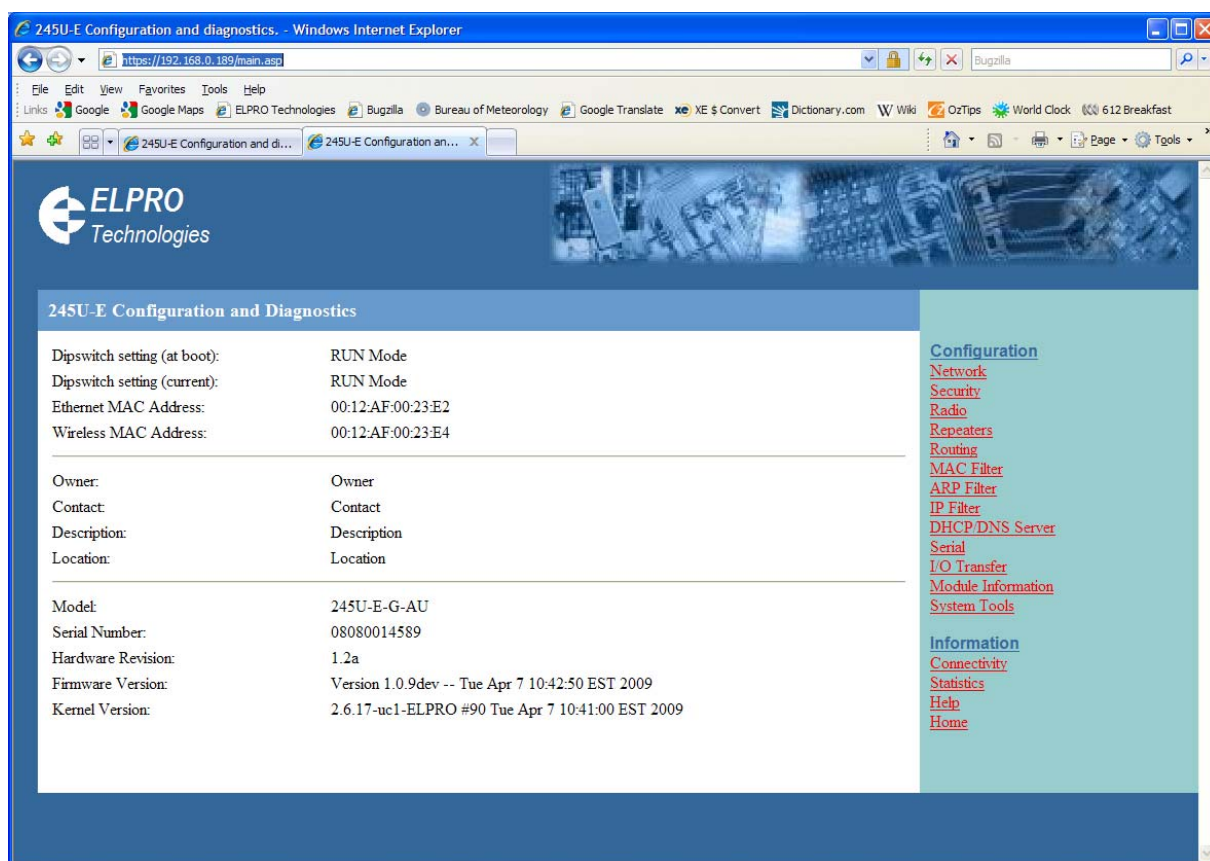 245U-E Configuration and diagnostics. - Windows Internet Explorer
https://192.168.0.189/main.asp
Bugzilla
File Edit View Favorites Tools Help
Links Google Google Maps ELPRO Technologies Bugzilla Bureau of Meteorology Google Translate xe XE $ Convert Dictionary.com W Wiki OzTips World Clock 612 Breakfast
245U-E Configuration and di... 245U-E Configuration an... X Page Tools
ELPRO
Technologies
245U-E Configuration and Diagnostics
Dipswitch setting (at boot): RUN Mode
Dipswitch setting (current): RUN Mode
Ethernet MAC Address: 00:12:AF:00:23:E2
Wireless MAC Address: 00:12:AF:00:23:E4
Owner: Owner
Contact: Contact
Description: Description
Location: Location
Model: 245U-E-G-AU
Serial Number: 08080014589
Hardware Revision: 1.2a
Firmware Version: Version 1.0.9dev -- Tue Apr 7 10:42:50 EST 2009
Kernel Version: 2.6.17-uc1-ELPRO #90 Tue Apr 7 10:41:00 EST 2009
Configuration
Network
Security
Radio
Repeaters
Routing
MAC Filter
ARP Filter
IP Filter
DHCP/DNS Server
Serial
I/O Transfer
Module Information
System Tools
Information
Connectivity
Statistics
Help
Home